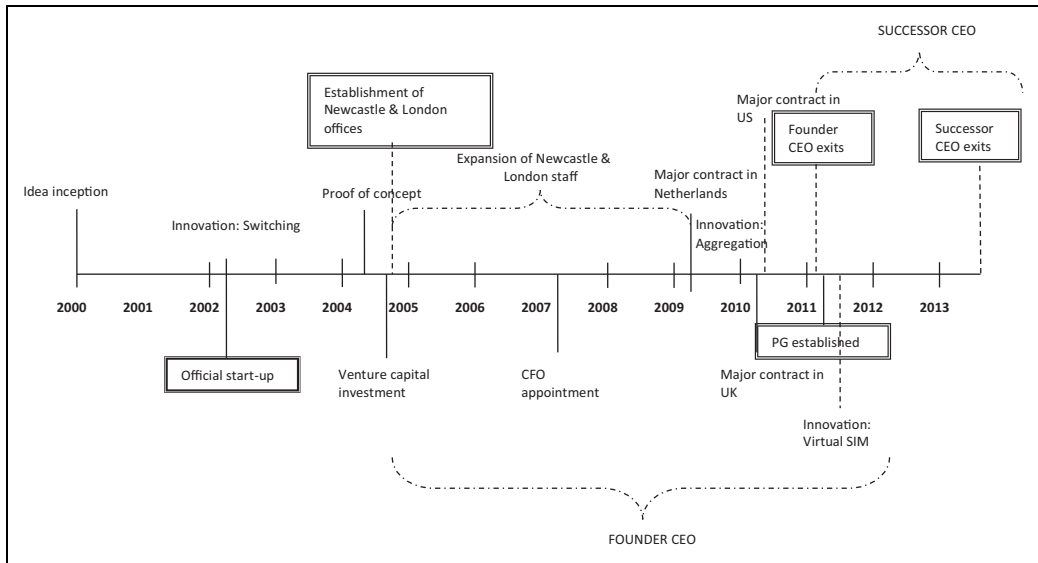 SUCCESSOR CEO
Establishment of
Newcastle & London
offices
Major contract in
US
Founder
CEO exits
Successor
CEO exits
Expansion of Newcastle &
London staff
Idea inception
Proof of concept
Major contract in
Netherlands
Innovation: Switching
Innovation:
Aggregation
2000 2001 2002 2003 2004 2005 2006 2007 2008 2009 2010 2011 2012 2013
Official start-up
Venture capital
investment
CFO
appointment
PG established
Major contract in
UK
Innovation:
Virtual SIM
FOUNDER CEO